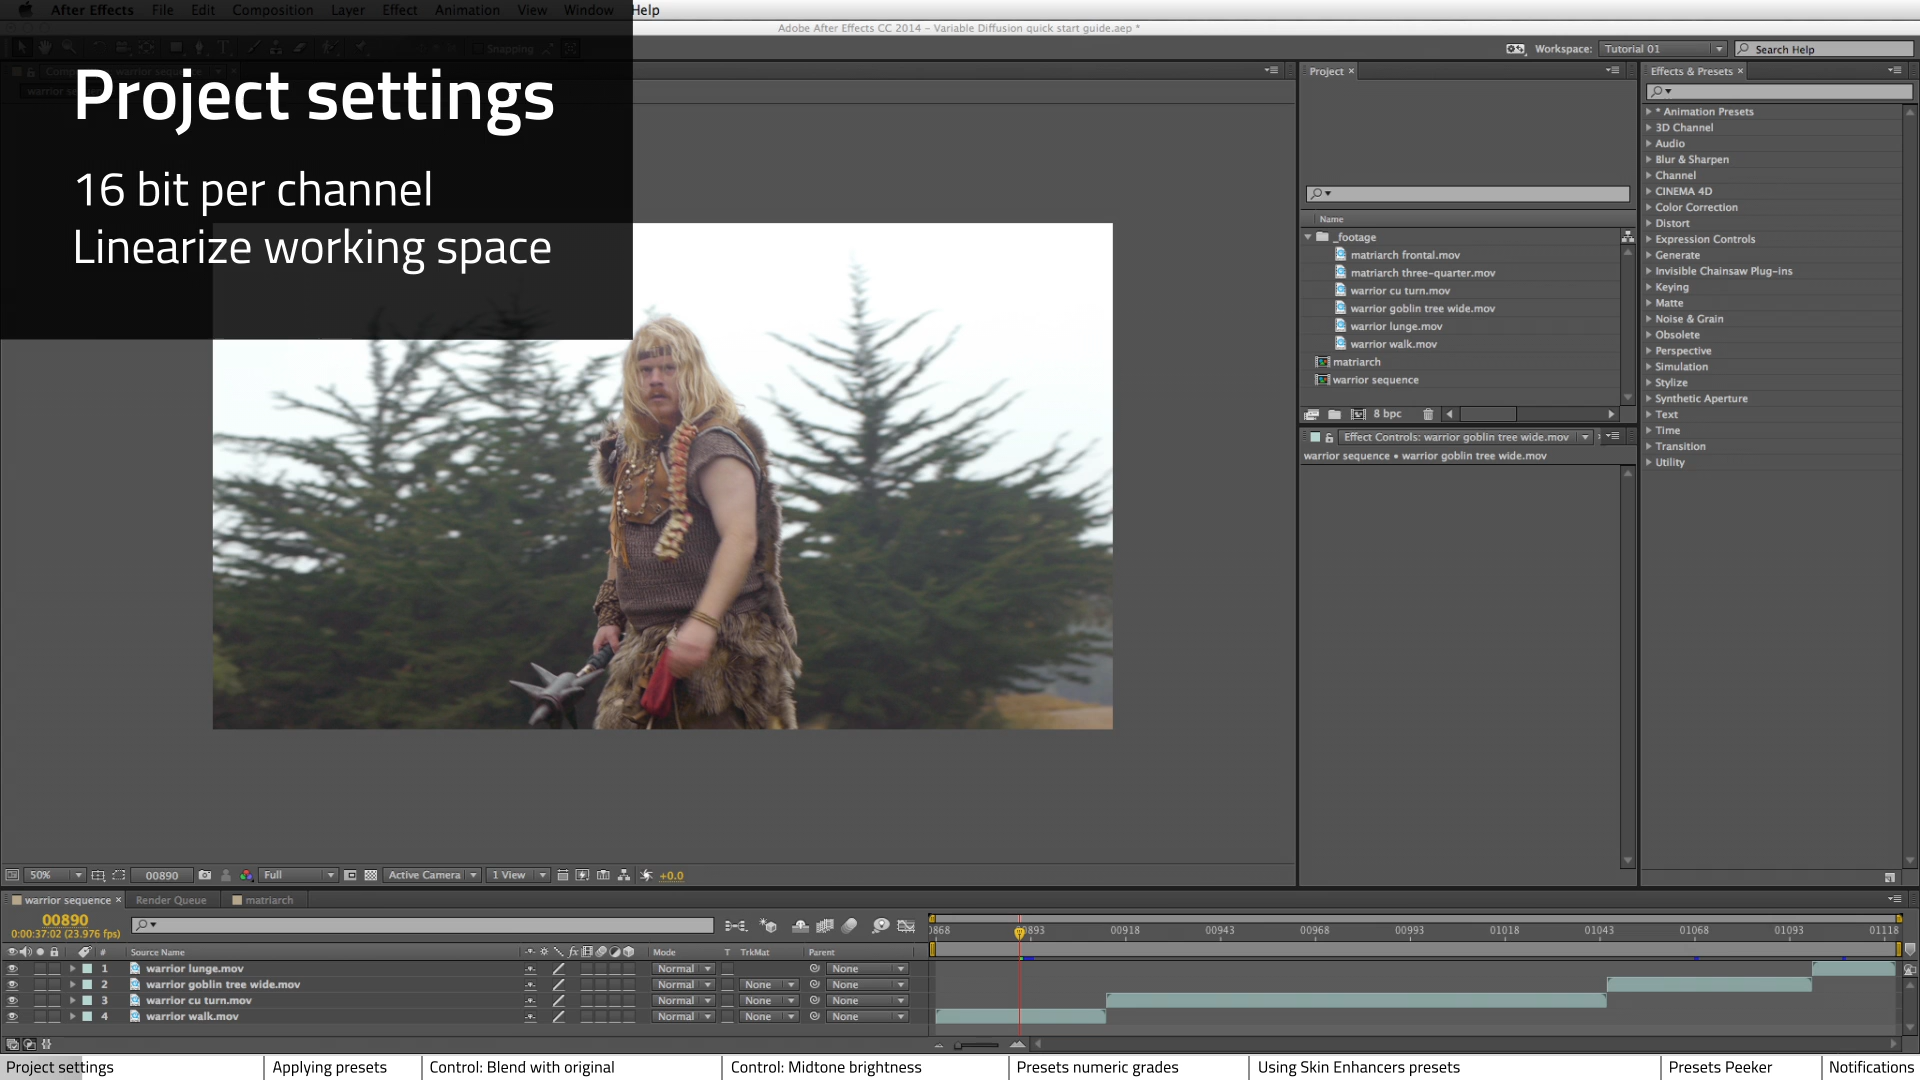 After Effects File Edit Composition Layer Effect Animation View Window Help
Adobe After Effects CC 2014 - Variable Diffusion quick start guide.aep *
Snapping
Workspace: Tutorial 01
Search Help
Project settings
16 bit per channel
Linearize working space
Project ×
Name
_footage
matriarch frontal.mov
matriarch three-quarter.mov
warrior cu turn.mov
warrior goblin tree wide.mov
warrior lunge.mov
warrior walk.mov
matriarch
warrior sequence
8 bpc
Effect Controls: warrior goblin tree wide.mov
warrior sequence • warrior goblin tree wide.mov
Effects & Presets ×
* Animation Presets
3D Channel
Audio
Blur & Sharpen
Channel
CINEMA 4D
Color Correction
Distort
Expression Controls
Generate
Invisible Chainsaw Plug-ins
Keying
Matte
Noise & Grain
Obsolete
Perspective
Simulation
Stylize
Synthetic Aperture
Text
Time
Transition
Utility
50% 00890 Full Active Camera 1 View +0.0
warrior sequence × Render Queue matriarch
00890
0:00:37:02 (23.976 fps)
0868 00893 00918 00943 00968 00993 01018 01043 01068 01093 01118
# Source Name fx Mode T TrkMat Parent
1 warrior lunge.mov Normal None
2 warrior goblin tree wide.mov Normal None None
3 warrior cu turn.mov Normal None None
4 warrior walk.mov Normal None None
Project settings Applying presets Control: Blend with original Control: Midtone brightness Presets numeric grades Using Skin Enhancers presets Presets Peeker Notifications